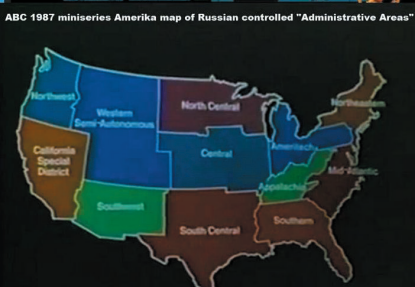 ABC 1987 miniseries Amerika map of Russian controlled "Administrative Areas"
Northwest
Western
Semi-Autonomous
North Central
Northeastern
California
Special
District
Central
Ameritech
Mid-Atlantic
Appalachia
Southwest
South Central
Southern